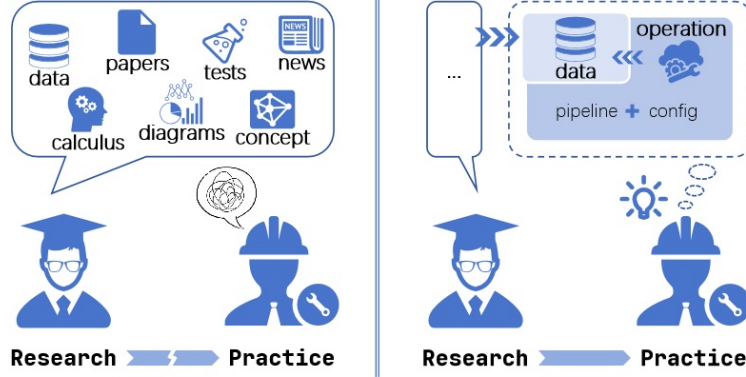 data
papers
tests
NEWS
news
calculus
diagrams
concept
Research
Practice
...
data
operation
pipeline + config
Research
Practice